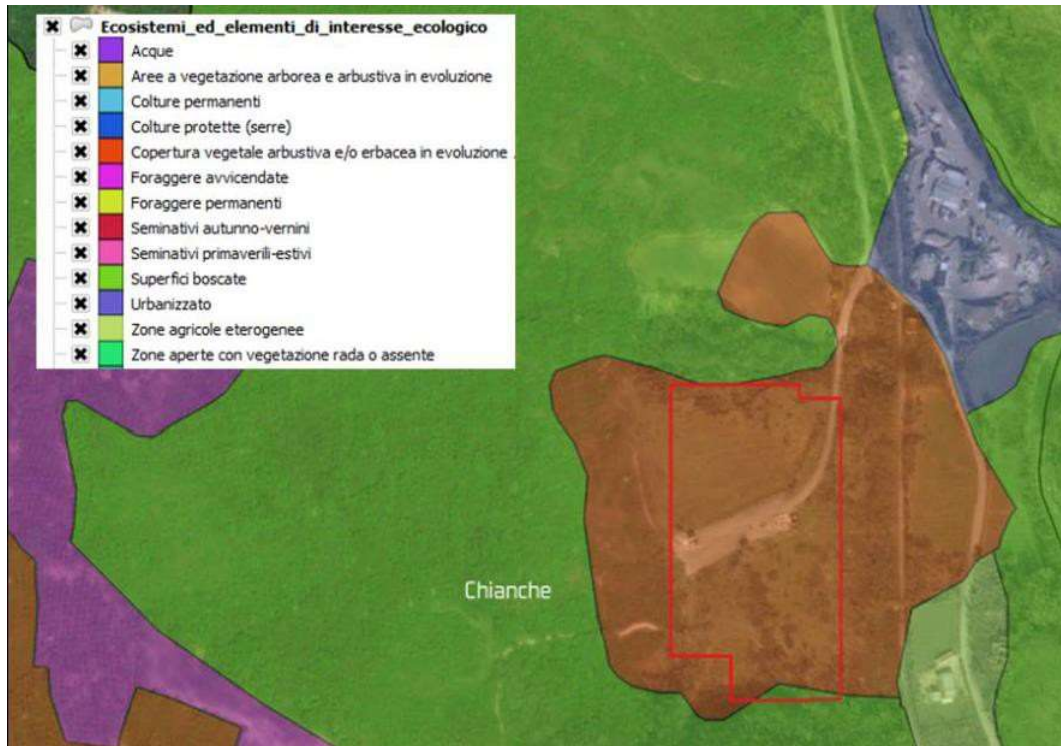 Ecosistemi_ed_elementi_di_interesse_ecologico
Acque
Aree a vegetazione arborea e arbustiva in evoluzione
Colture permanenti
Colture protette (serre)
Copertura vegetale arbustiva e/o erbacea in evoluzione .
Foraggere avvicendate
Foraggere permanenti
Seminativi autunno-vernini
Seminativi primaverili-estivi
Superfici boscate
Urbanizzato
Zone agricole eterogenee
Zone aperte con vegetazione rada o assente
Chianche